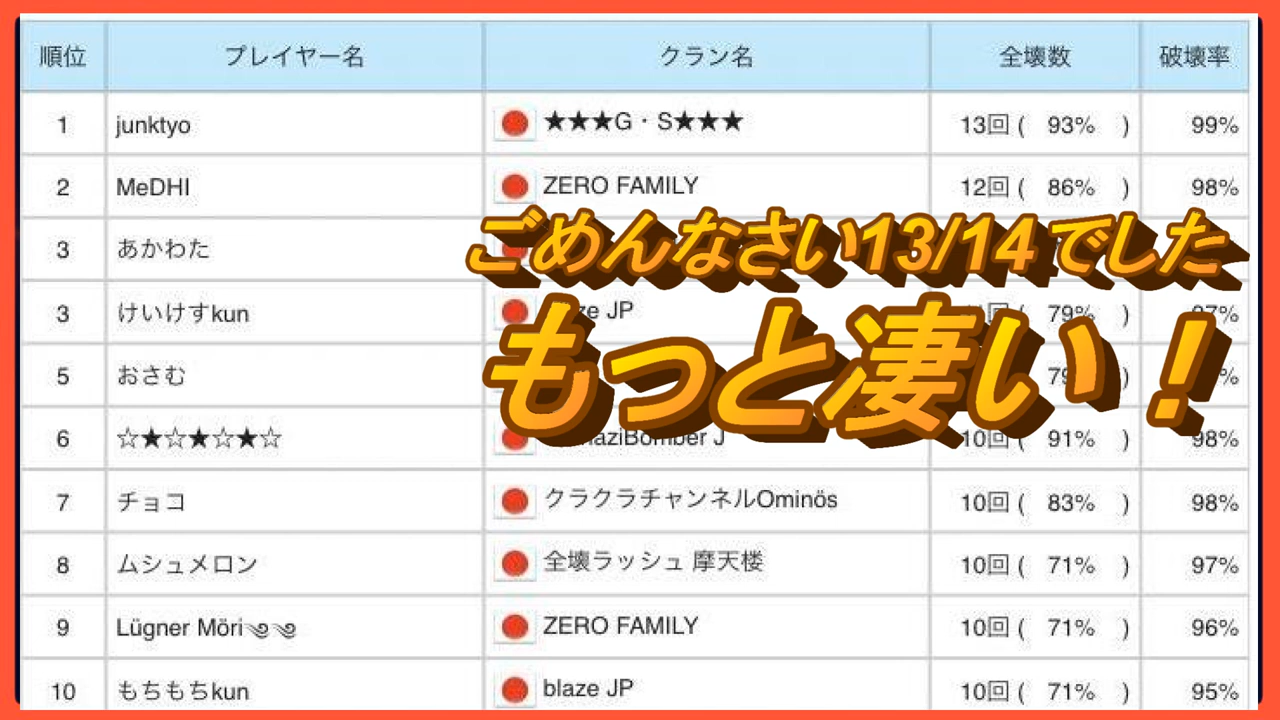 順位 プレイヤー名 クラン名 全壊数 破壊率
1 junktyo ★★★G・S★★★ 13回 ( 93% ) 99%
2 MeDHI ZERO FAMILY 12回 ( 86% ) 98%
3 あかわた
ごめんなさい13/14でした
3 けいけすkun JP 79% )
もっと凄い！
5 おさむ
6 ☆★☆★☆★☆ 10回 ( 91% ) 98%
7 チョコ クラクラチャンネルOminös 10回 ( 83% ) 98%
8 ムシュメロン 全壊ラッシュ 摩天楼 10回 ( 71% ) 97%
9 Lügner Möri༄༄ ZERO FAMILY 10回 ( 71% ) 96%
10 もちもちkun blaze JP 10回 ( 71% ) 95%